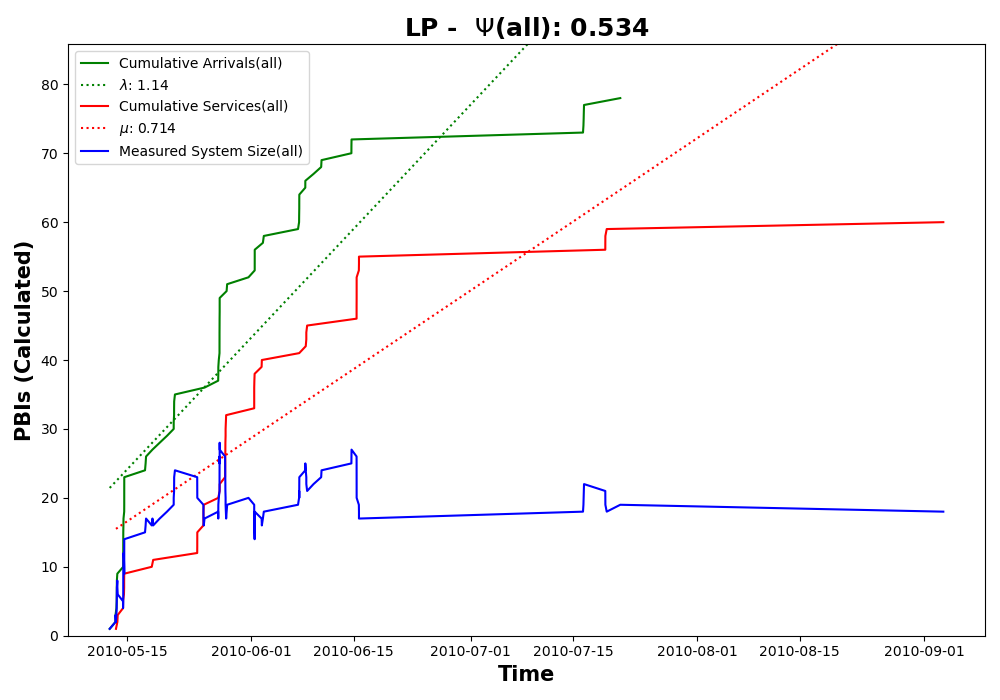 LP -  Ψ(all): 0.534
Cumulative Arrivals(all)
λ: 1.14
Cumulative Services(all)
μ: 0.714
Measured System Size(all)
PBIs (Calculated)
80
70
60
50
40
30
20
10
0
2010-05-15 2010-06-01 2010-06-15 2010-07-01 2010-07-15 2010-08-01 2010-08-15 2010-09-01
Time